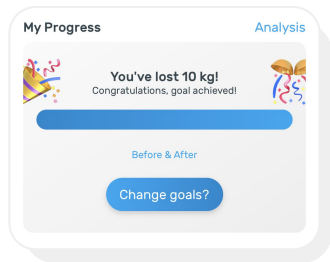 My Progress
Analysis
You've lost 10 kg!
Congratulations, goal achieved!
Before & After
Change goals?